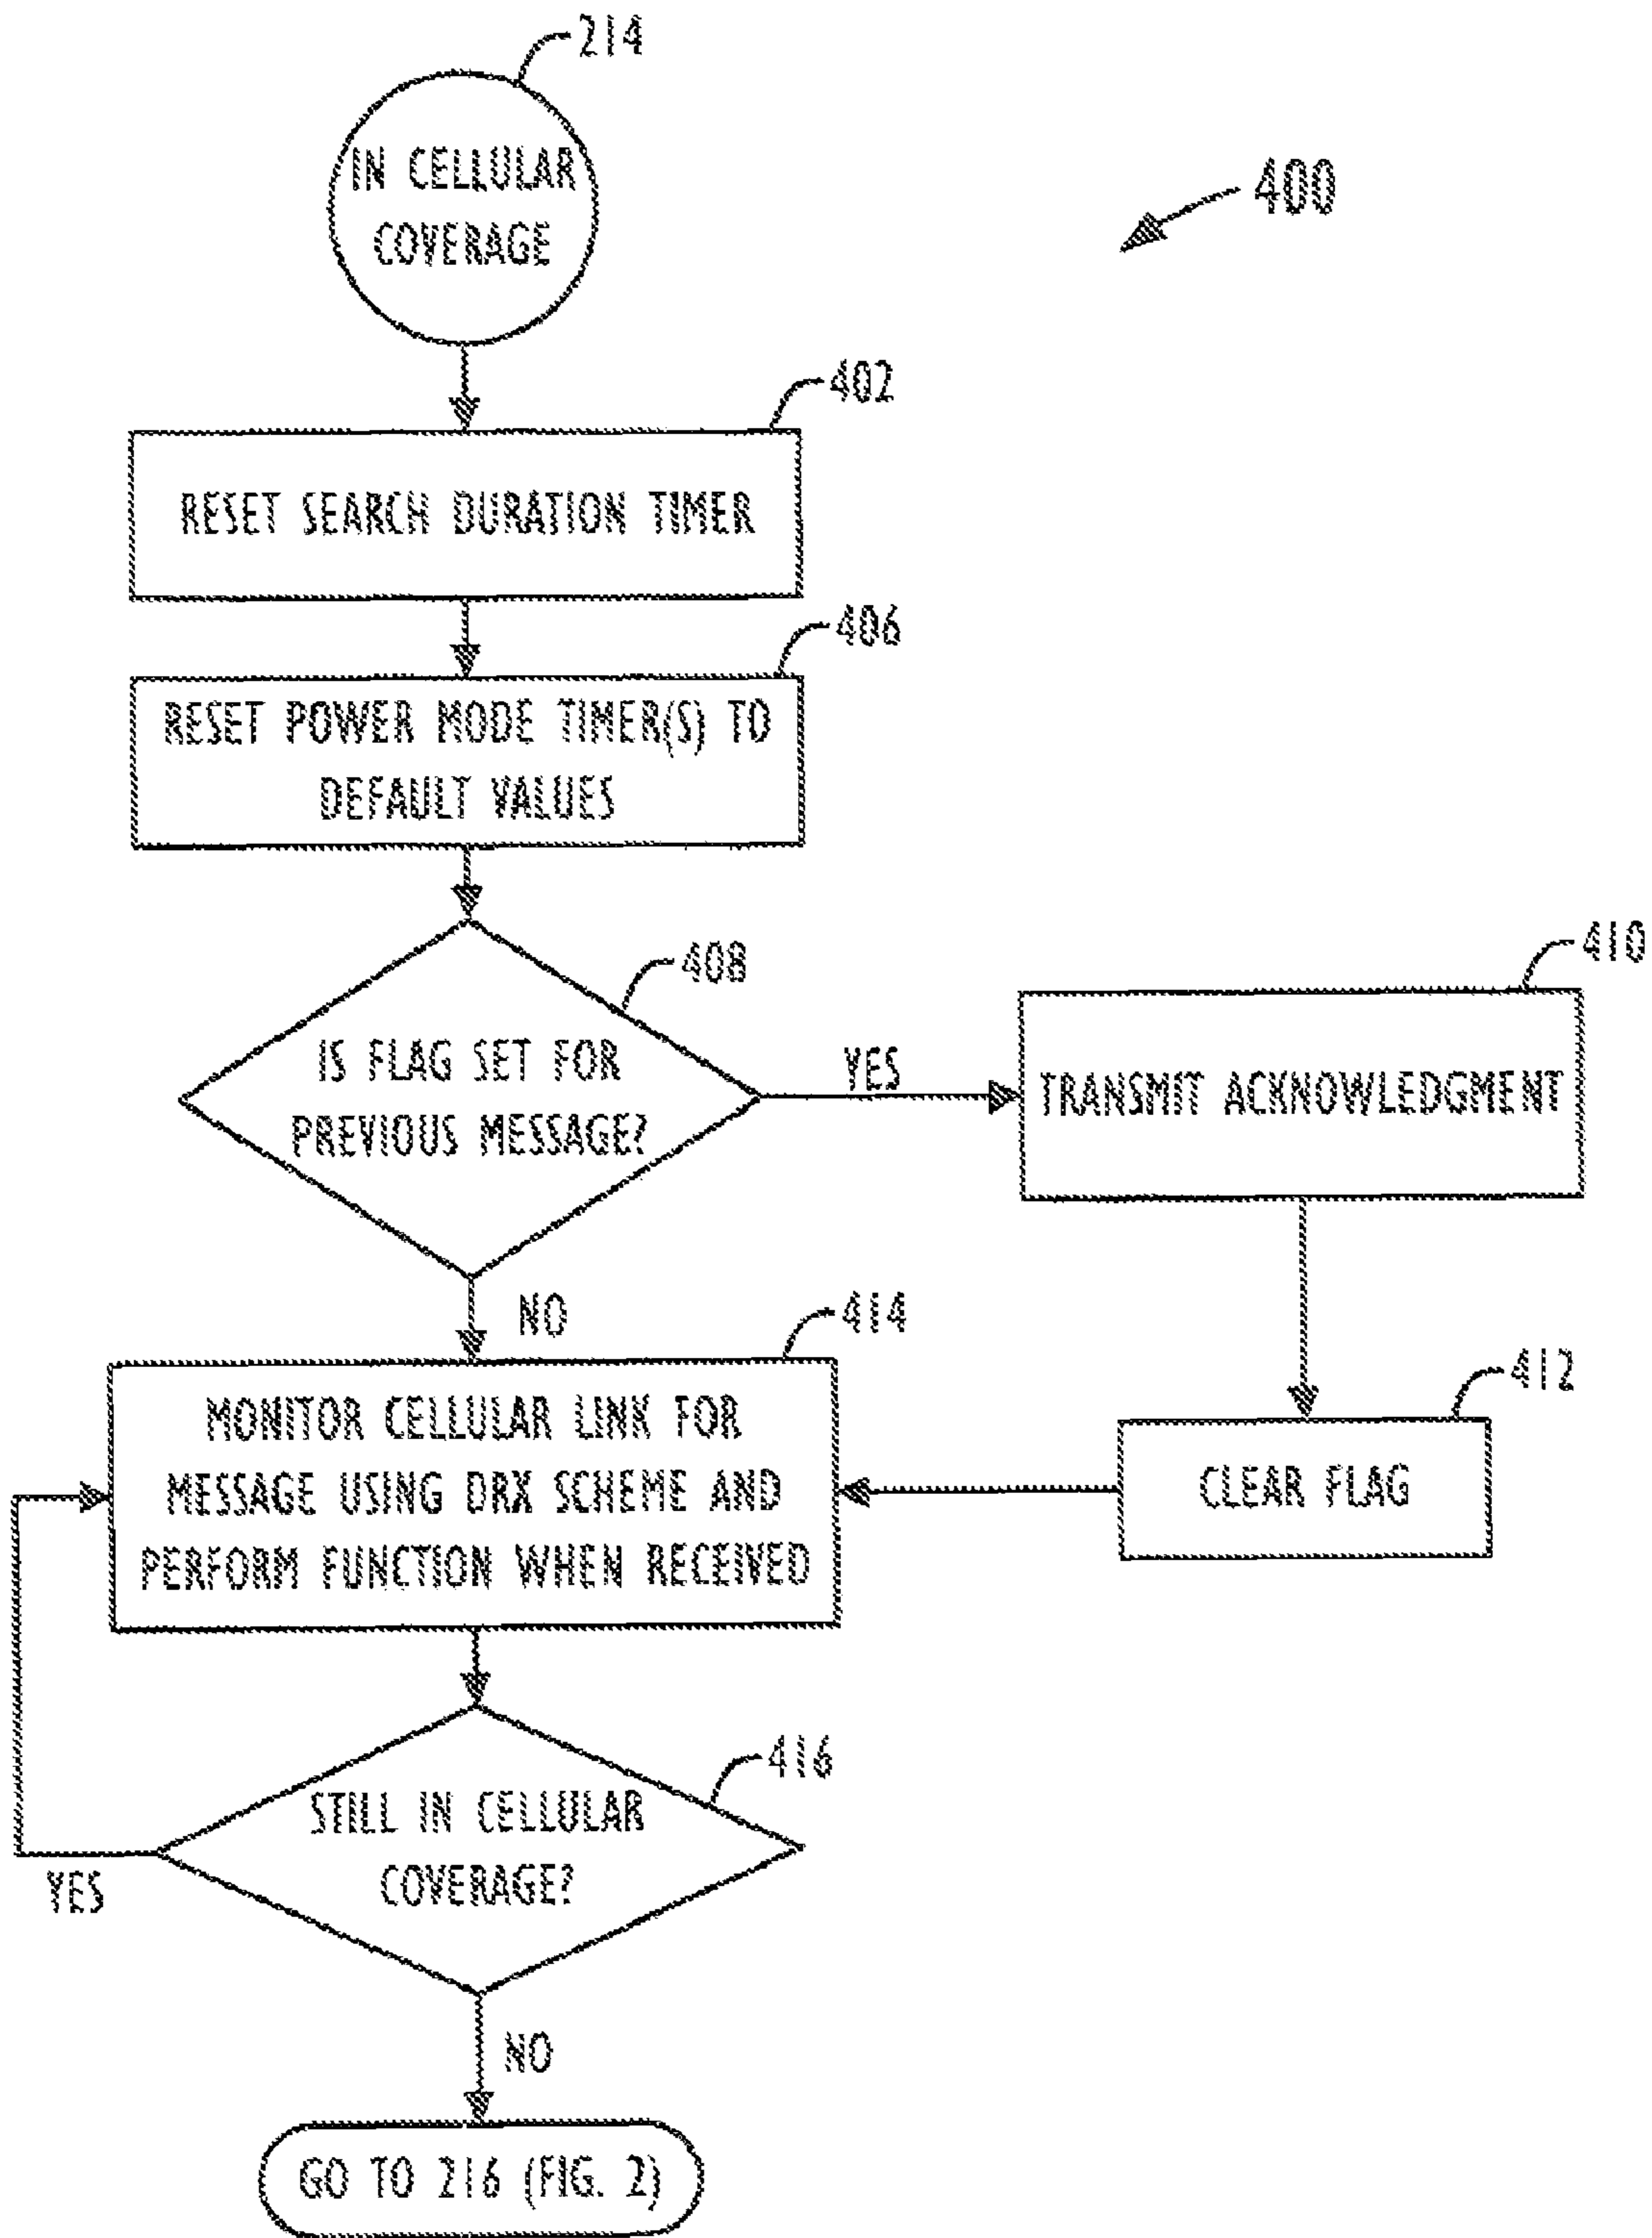 214
IN CELLULAR
COVERAGE
400
402
RESET SEARCH DURATION TIMER
406
RESET POWER MODE TIMER(S) TO
DEFAULT VALUES
408
IS FLAG SET FOR
PREVIOUS MESSAGE?
YES
410
TRANSMIT ACKNOWLEDGMENT
NO
414
MONITOR CELLULAR LINK FOR
MESSAGE USING DRX SCHEME AND
PERFORM FUNCTION WHEN RECEIVED
412
CLEAR FLAG
416
STILL IN CELLULAR
COVERAGE?
YES
NO
GO TO 216 (FIG. 2)